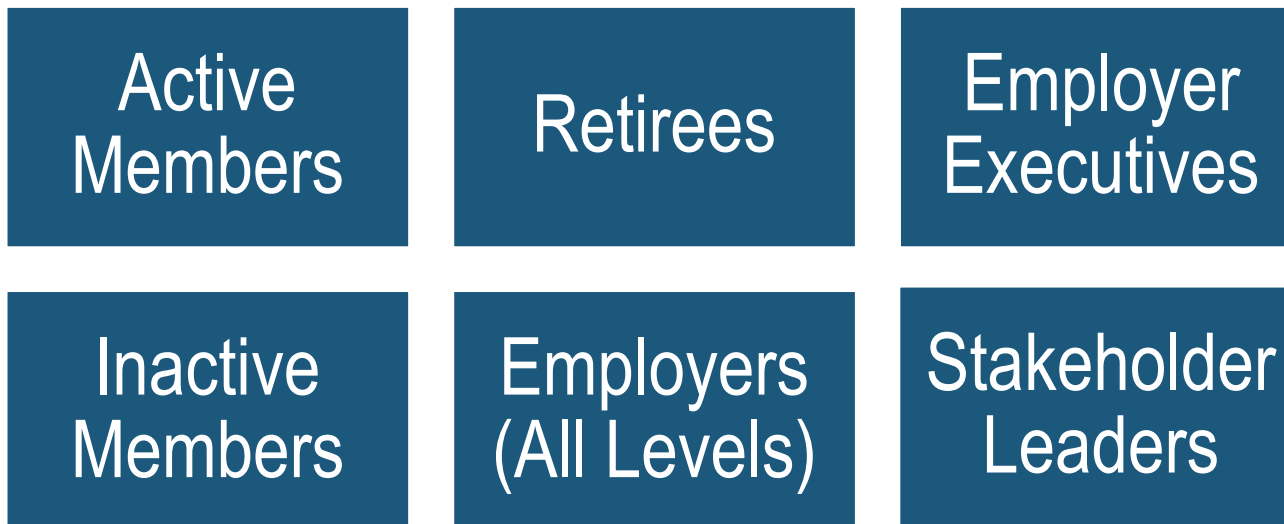 Active
Members
Retirees
Employer
Executives
Inactive
Members
Employers
(All Levels)
Stakeholder
Leaders